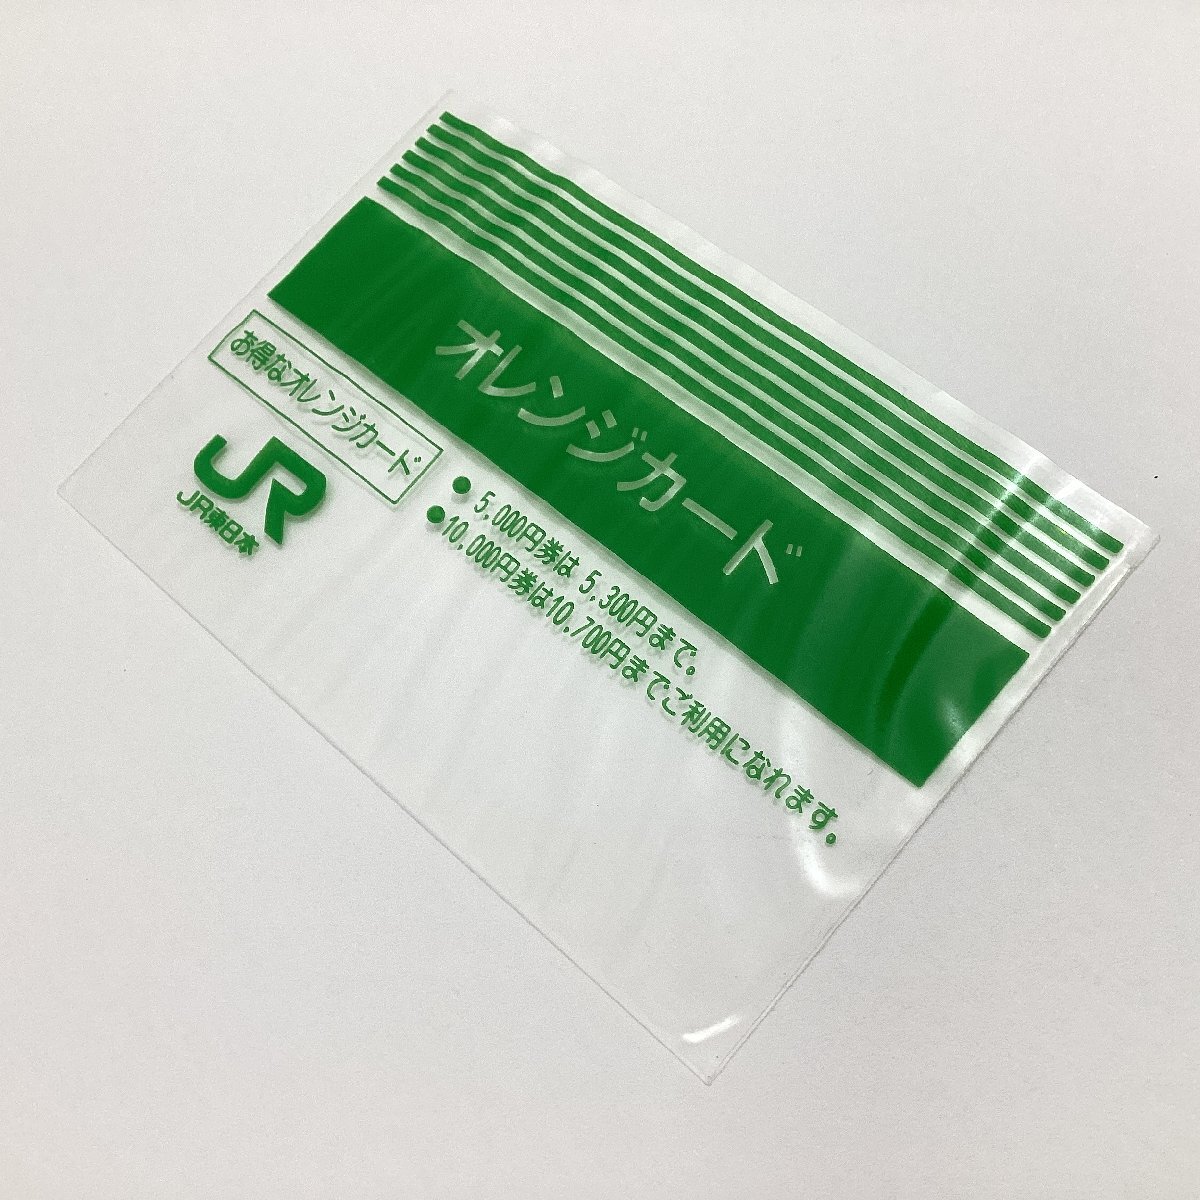 オレンジカード
お得なオレンジカード
● 5,000円券は 5,300円まで。
●10,000円券は10,700円までご利用になれます。
JR
JR東日本